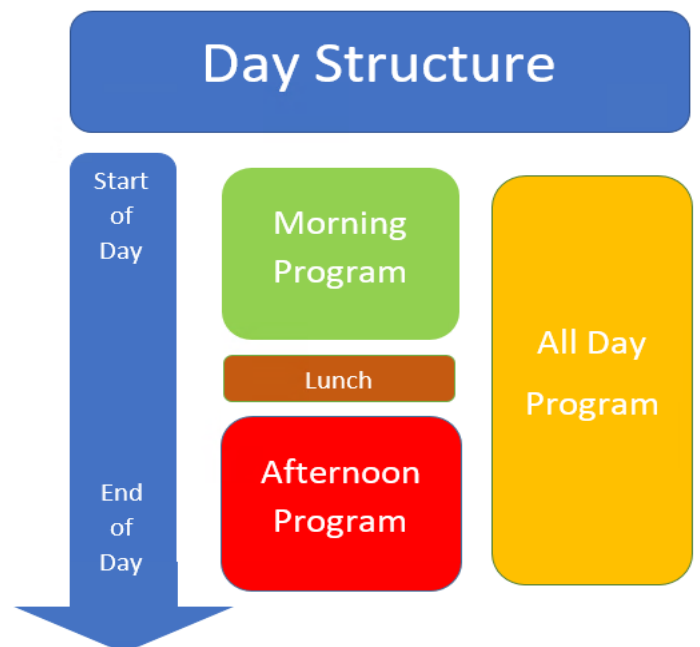 Day Structure
Start
of
Day
Morning
Program
Lunch
Afternoon
Program
End
of
Day
All Day
Program